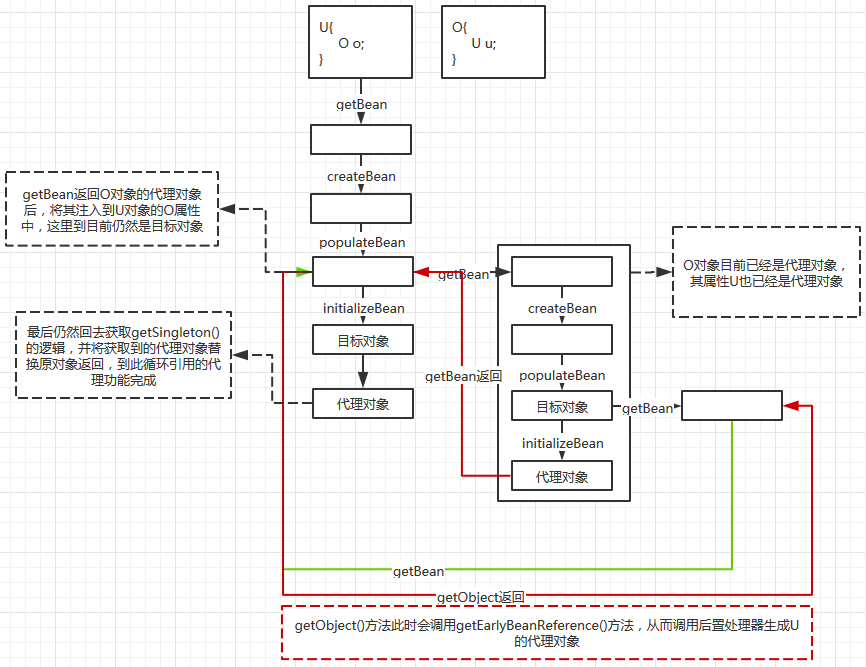 U{
O o;
}
O{
U u;
}
getBean
createBean
getBean返回O对象的代理对象
后，将其注入到U对象的O属性
中，这里到目前仍然是目标对象
populateBean
getBean
O对象目前已经是代理对象，
其属性U也已经是代理对象
initializeBean
createBean
最后仍然回去获取getSingleton()
的逻辑，并将获取到的代理对象替
换原对象返回，到此循环引用的代
理功能完成
目标对象
getBean返回
populateBean
代理对象
目标对象
getBean
initializeBean
代理对象
getBean
getObject返回
getObject()方法此时会调用getEarlyBeanReference()方法，从而调用后置处理器生成U
的代理对象